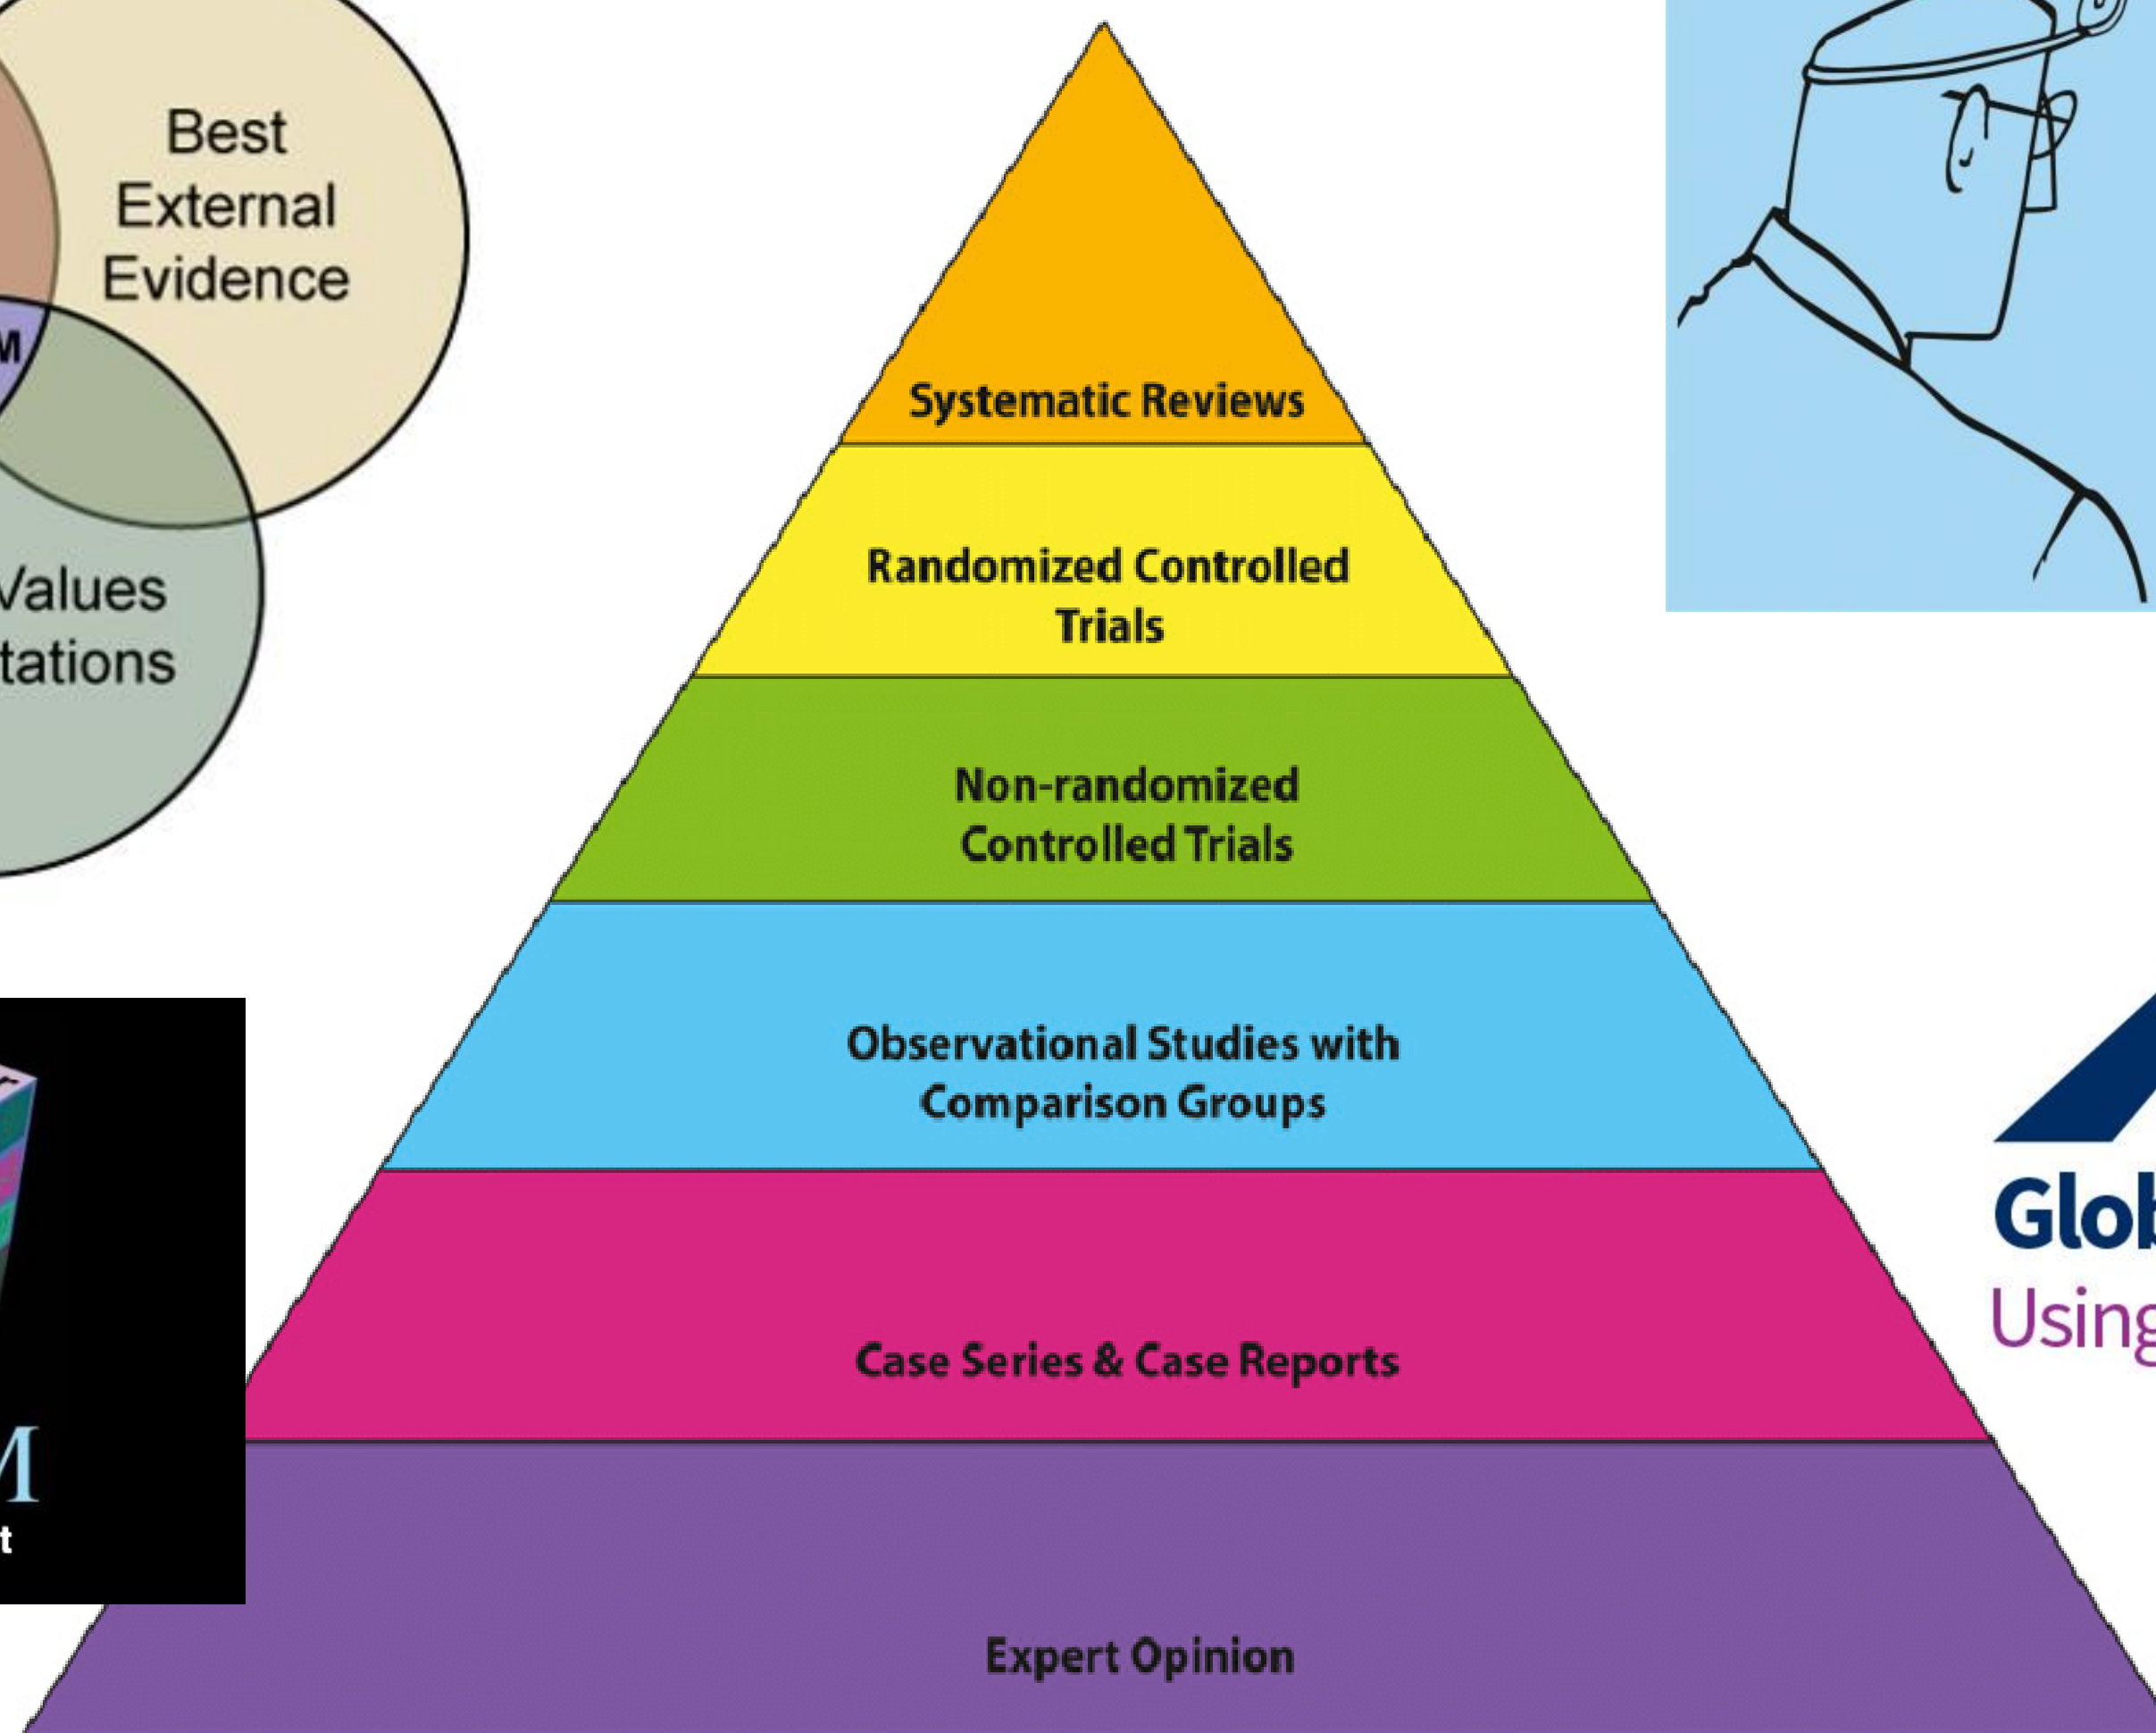 Best
External
Evidence
M
Values
tations
Systematic Reviews
Randomized Controlled
Trials
Non-randomized
Controlled Trials
Observational Studies with
Comparison Groups
Case Series & Case Reports
Expert Opinion
M
t
Glob
Using